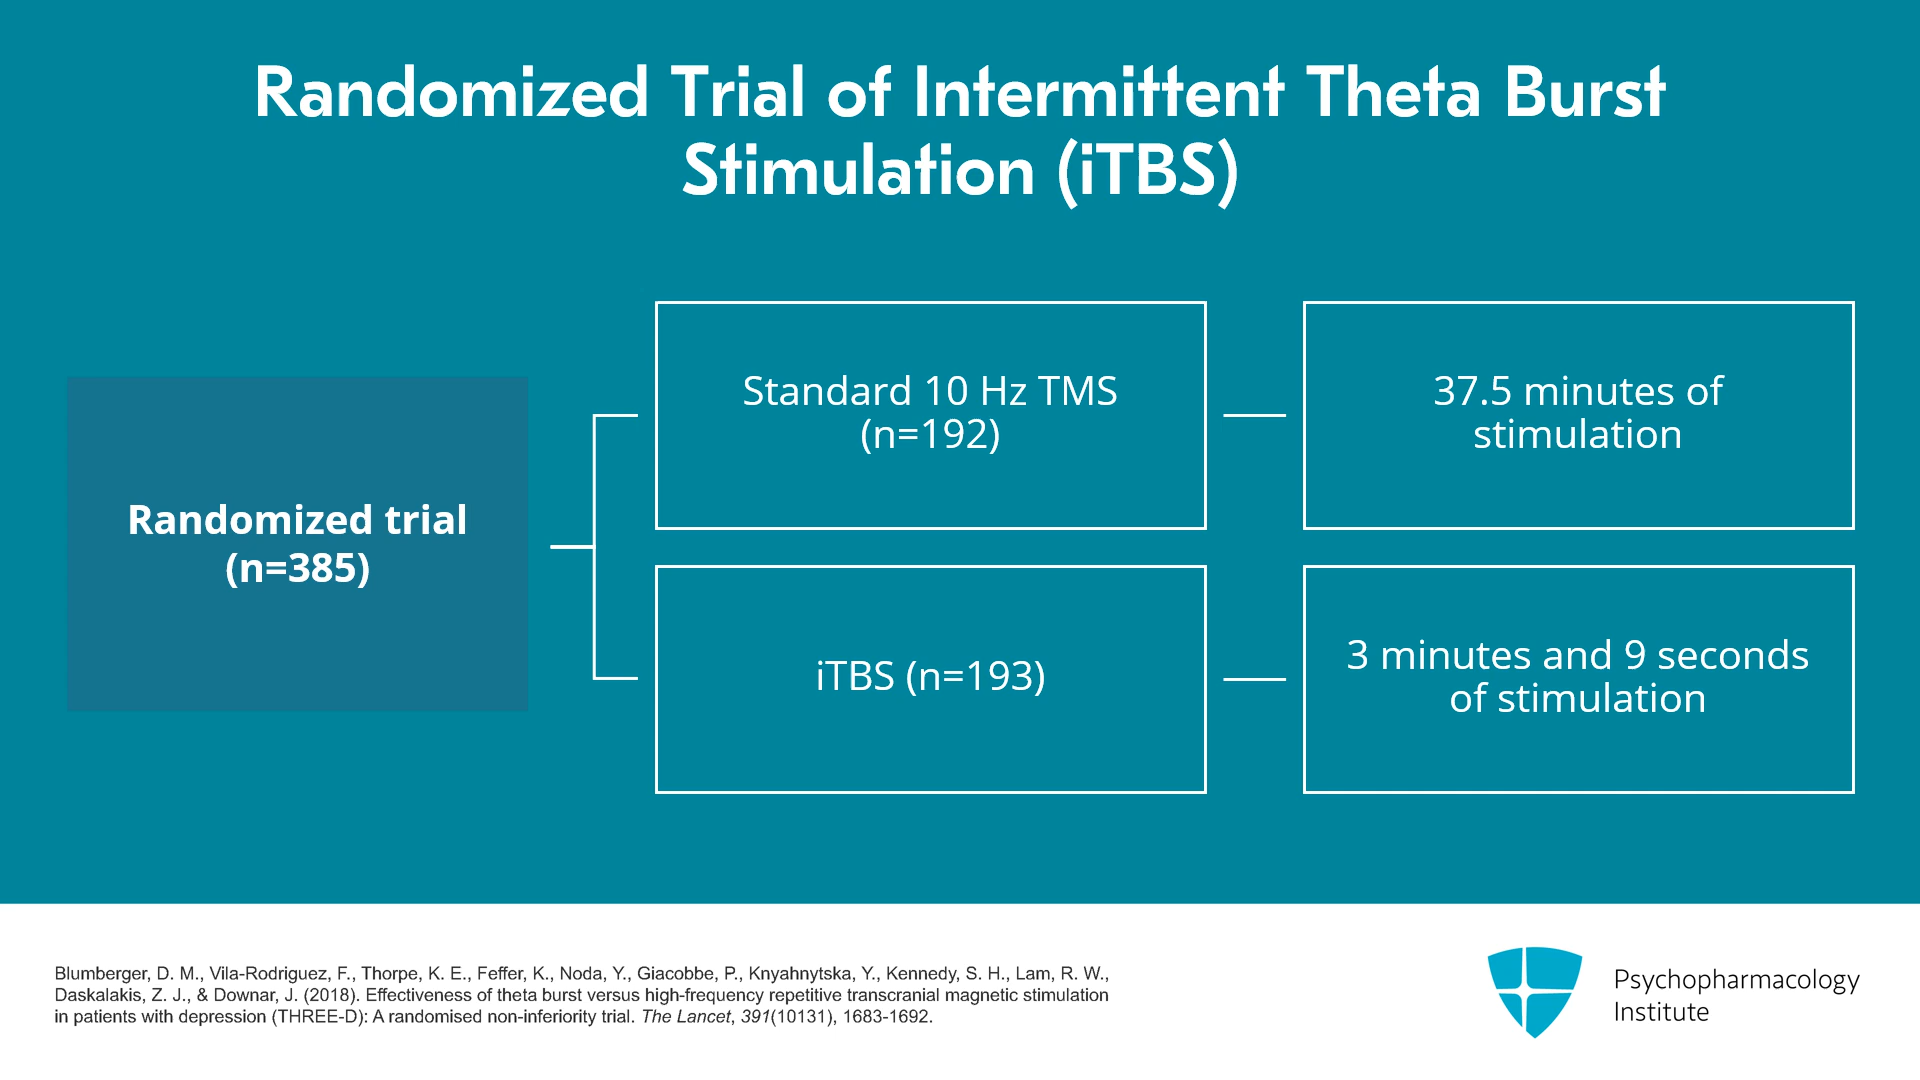 Randomized Trial of Intermittent Theta Burst
Stimulation (iTBS)
Randomized trial
(n=385)
Standard 10 Hz TMS
(n=192)
37.5 minutes of
stimulation
iTBS (n=193)
3 minutes and 9 seconds
of stimulation
Blumberger, D. M., Vila-Rodriguez, F., Thorpe, K. E., Feffer, K., Noda, Y., Giacobbe, P., Knyahnytska, Y., Kennedy, S. H., Lam, R. W.,
Daskalakis, Z. J., & Downar, J. (2018). Effectiveness of theta burst versus high-frequency repetitive transcranial magnetic stimulation
in patients with depression (THREE-D): A randomised non-inferiority trial. The Lancet, 391(10131), 1683-1692.
Psychopharmacology
Institute